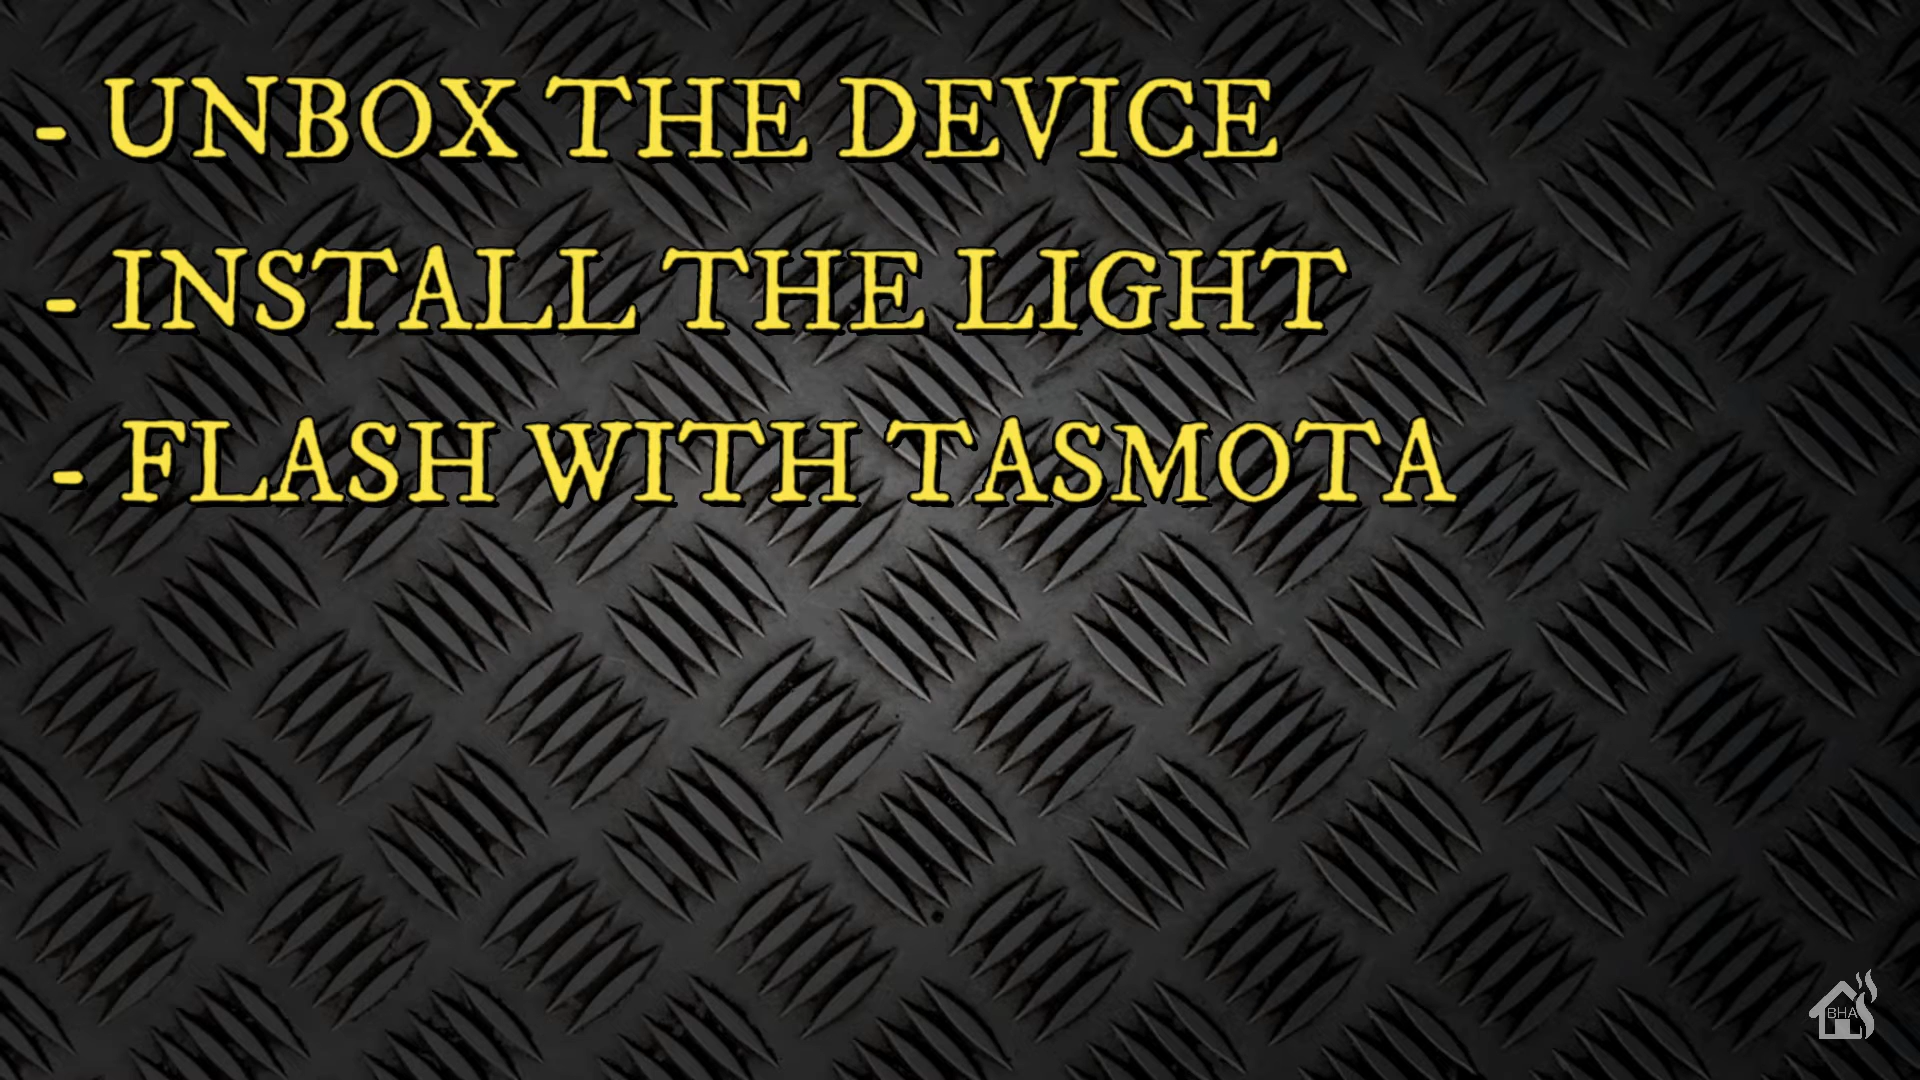 - UNBOX THE DEVICE
- INSTALL THE LIGHT
- FLASH WITH TASMOTA
BHA